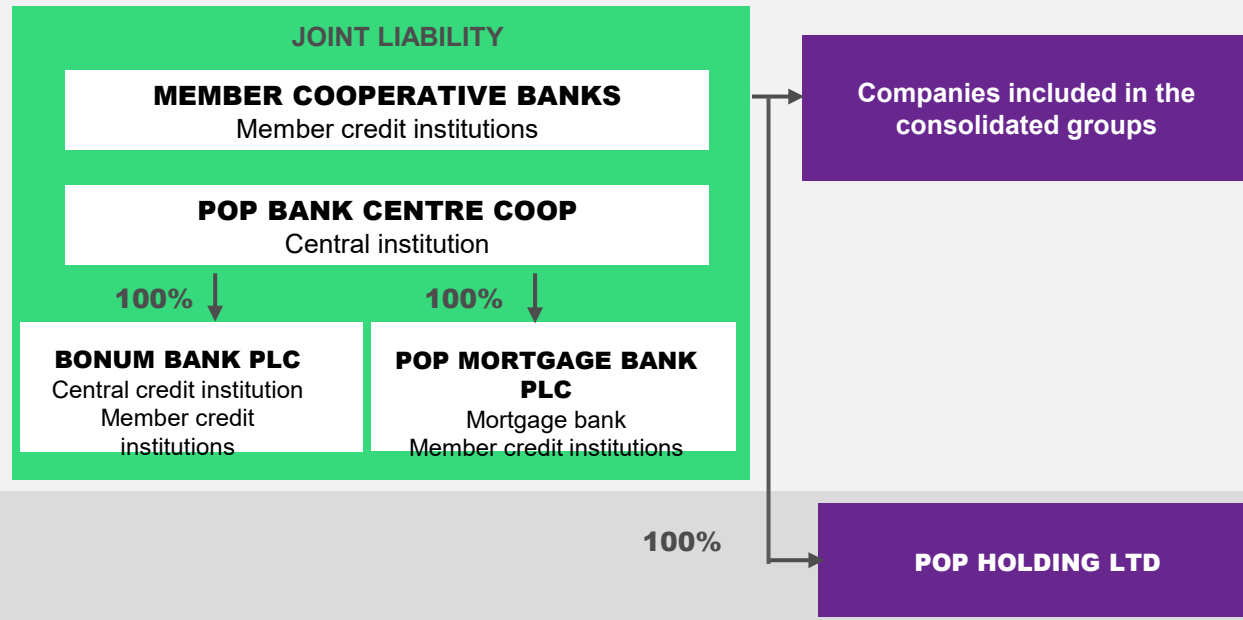 JOINT LIABILITY
MEMBER COOPERATIVE BANKS
Member credit institutions
Companies included in the
consolidated groups
POP BANK CENTRE COOP
Central institution
100%
100%
BONUM BANK PLC
Central credit institution
Member credit
institutions
POP MORTGAGE BANK
PLC
Mortgage bank
Member credit institutions
100%
POP HOLDING LTD